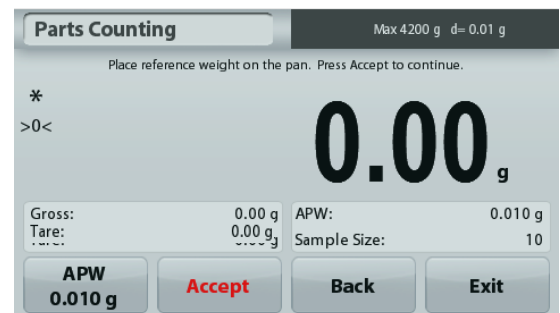 Parts Counting
Max 4200 g d= 0.01 g
Place reference weight on the pan. Press Accept to continue.
*
>0<
0.00 g
Gross: 0.00 g
Tare: 0.00 g
APW: 0.010 g
Sample Size: 10
APW
0.010 g
Accept
Back
Exit